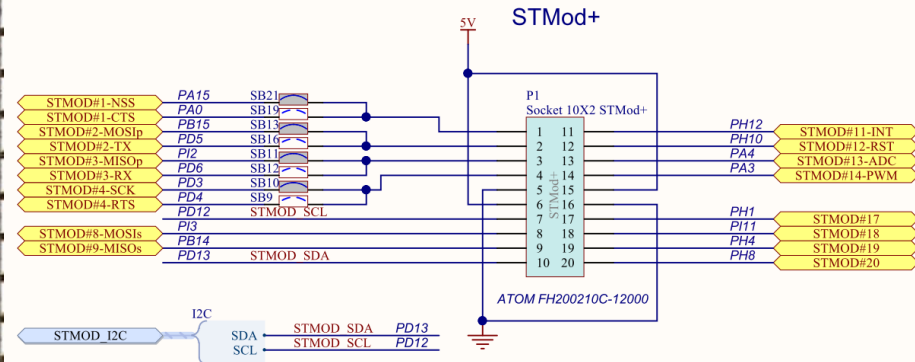 STMod+
5V
P1
Socket 10X2 STMod+
STMOD#1-NSS PA15 SB21
STMOD#1-CTS PA0 SB19
STMOD#2-MOSIp PB15 SB13
STMOD#2-TX PD5 SB16
STMOD#3-MISOp PI2 SB11
STMOD#3-RX PD6 SB12
STMOD#4-SCK PD3 SB10
STMOD#4-RTS PD4 SB9
PD12 STMOD_SCL
STMOD#8-MOSIs PI3
STMOD#9-MISOs PB14
PD13 STMOD_SDA
1 11 PH12 STMOD#11-INT
2 12 PH10 STMOD#12-RST
3 13 PA4 STMOD#13-ADC
4 14 PA3 STMOD#14-PWM
5 15
6 16
7 17 PH1 STMOD#17
8 18 PI11 STMOD#18
9 19 PH4 STMOD#19
10 20 PH8 STMOD#20
STMod+
ATOM FH200210C-12000
I2C
STMOD_I2C
SDA STMOD_SDA PD13
SCL STMOD_SCL PD12